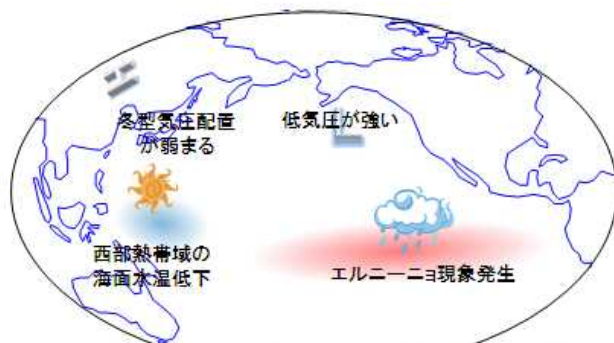 冬型気圧配置
が弱まる
低気圧が強い
西部熱帯域の
海面水温低下
エルニーニョ現象発生